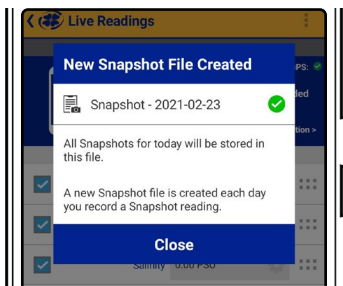 Live Readings
New Snapshot File Created
PS:
ded
Snapshot - 2021-02-23
tion >
All Snapshots for today will be stored in
this file.
A new Snapshot file is created each day
you record a Snapshot reading.
Close
Salinity 0.00 PSU